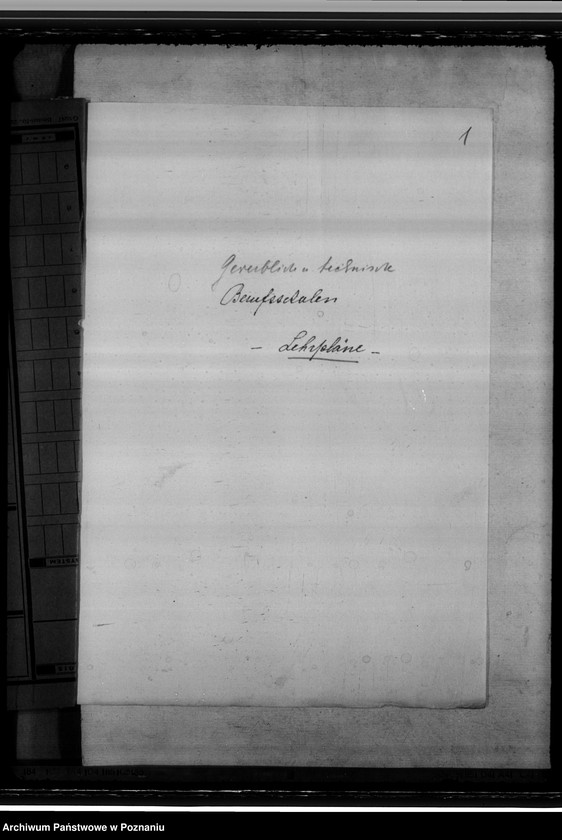 1
Gewerbliche u. technische
Berufsschulen
- Lehrpläne -
Archiwum Państwowe w Poznaniu